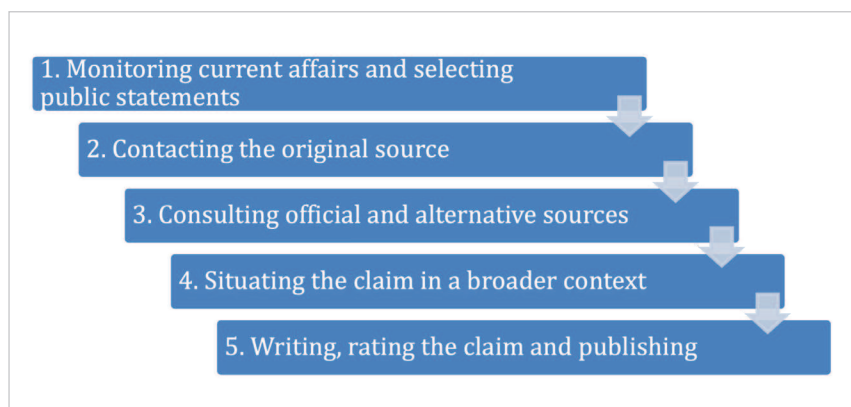 1. Monitoring current affairs and selecting
public statements
2. Contacting the original source
3. Consulting official and alternative sources
4. Situating the claim in a broader context
5. Writing, rating the claim and publishing